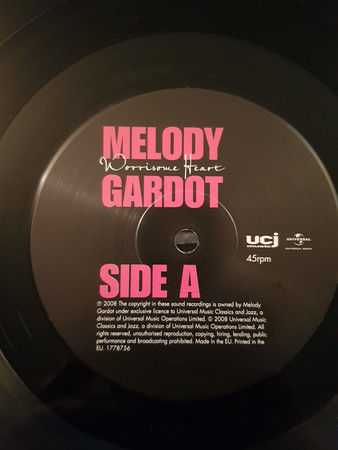 MELODY
Worrisome Heart
GARDOT
ucj
music
UNIVERSAL
UNIVERSAL MUSIC
45rpm
SIDE A
℗ 2008 The copyright in these sound recordings is owned by Melody
Gardot under exclusive licence to Universal Music Classics and Jazz, a
division of Universal Music Operations Limited. © 2008 Universal Music
Classics and Jazz, a division of Universal Music Operations Limited. All
rights reserved, unauthorised reproduction, copying, hiring, lending, public
performance and broadcasting prohibited. Made in the EU. Printed in the
EU. 1778756